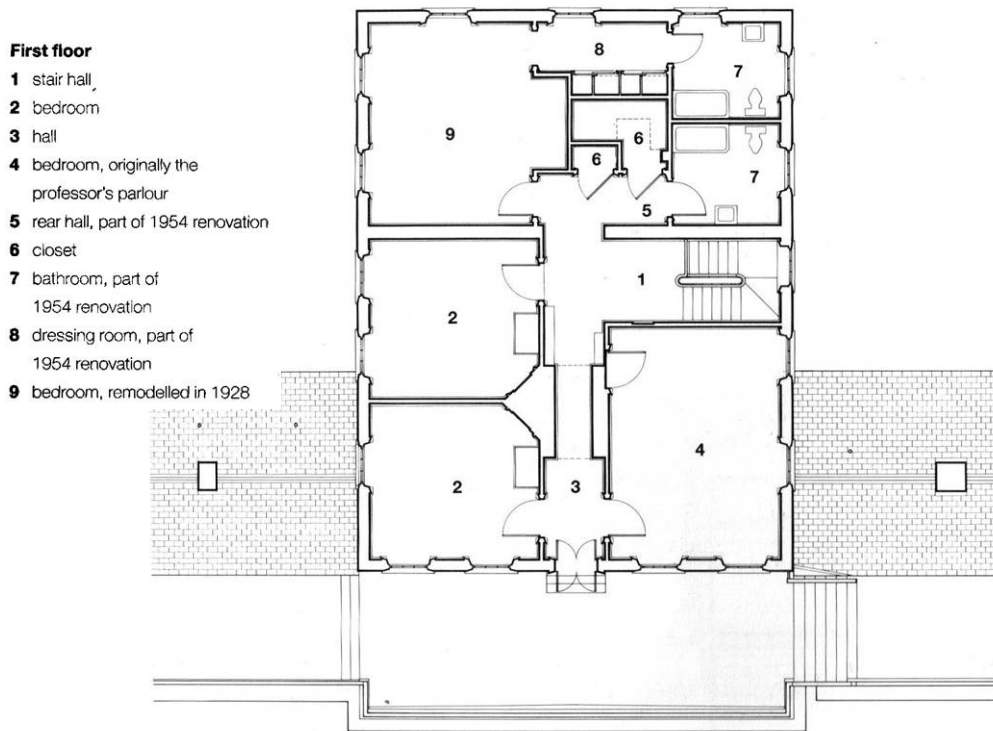 First floor
1 stair hall
2 bedroom
3 hall
4 bedroom, originally the
professor's parlour
5 rear hall, part of 1954 renovation
6 closet
7 bathroom, part of
1954 renovation
8 dressing room, part of
1954 renovation
9 bedroom, remodelled in 1928
8
7
9
6
6
7
5
1
2
4
2
3